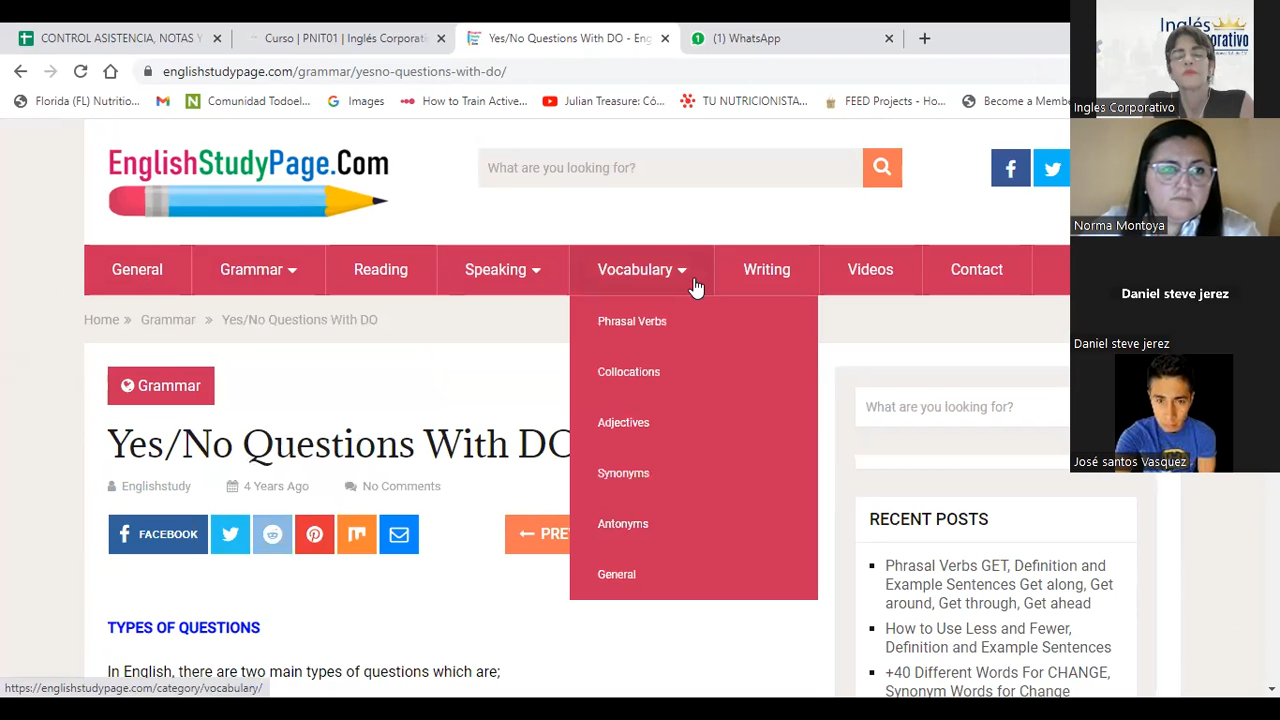 CONTROL ASISTENCIA, NOTAS Y
Curso | PNIT01 | Inglés Corporati
Yes/No Questions With DO - Eng
(1) WhatsApp
englishstudypage.com/grammar/yesno-questions-with-do/
Florida (FL) Nutritio...
Comunidad Todoel...
Images
How to Train Active...
Julian Treasure: Có...
TU NUTRICIONISTA...
FEED Projects - Ho...
Become a Membe
EnglishStudyPage.Com
What are you looking for?
General
Grammar
Reading
Speaking
Vocabulary
Writing
Videos
Contact
Phrasal Verbs
Collocations
Adjectives
Synonyms
Antonyms
General
Home » Grammar » Yes/No Questions With DO
Grammar
Yes/No Questions With DO
Englishstudy
4 Years Ago
No Comments
FACEBOOK
← PRE
TYPES OF QUESTIONS
In English, there are two main types of questions which are;
https://englishstudypage.com/category/vocabulary/
What are you looking for?
RECENT POSTS
Phrasal Verbs GET, Definition and
Example Sentences Get along, Get
around, Get through, Get ahead
How to Use Less and Fewer,
Definition and Example Sentences
+40 Different Words For CHANGE,
Synonym Words for Change
Inglés
Ingles Corporativo
Norma Montoya
Daniel steve jerez
Daniel steve jerez
José santos Vasquez